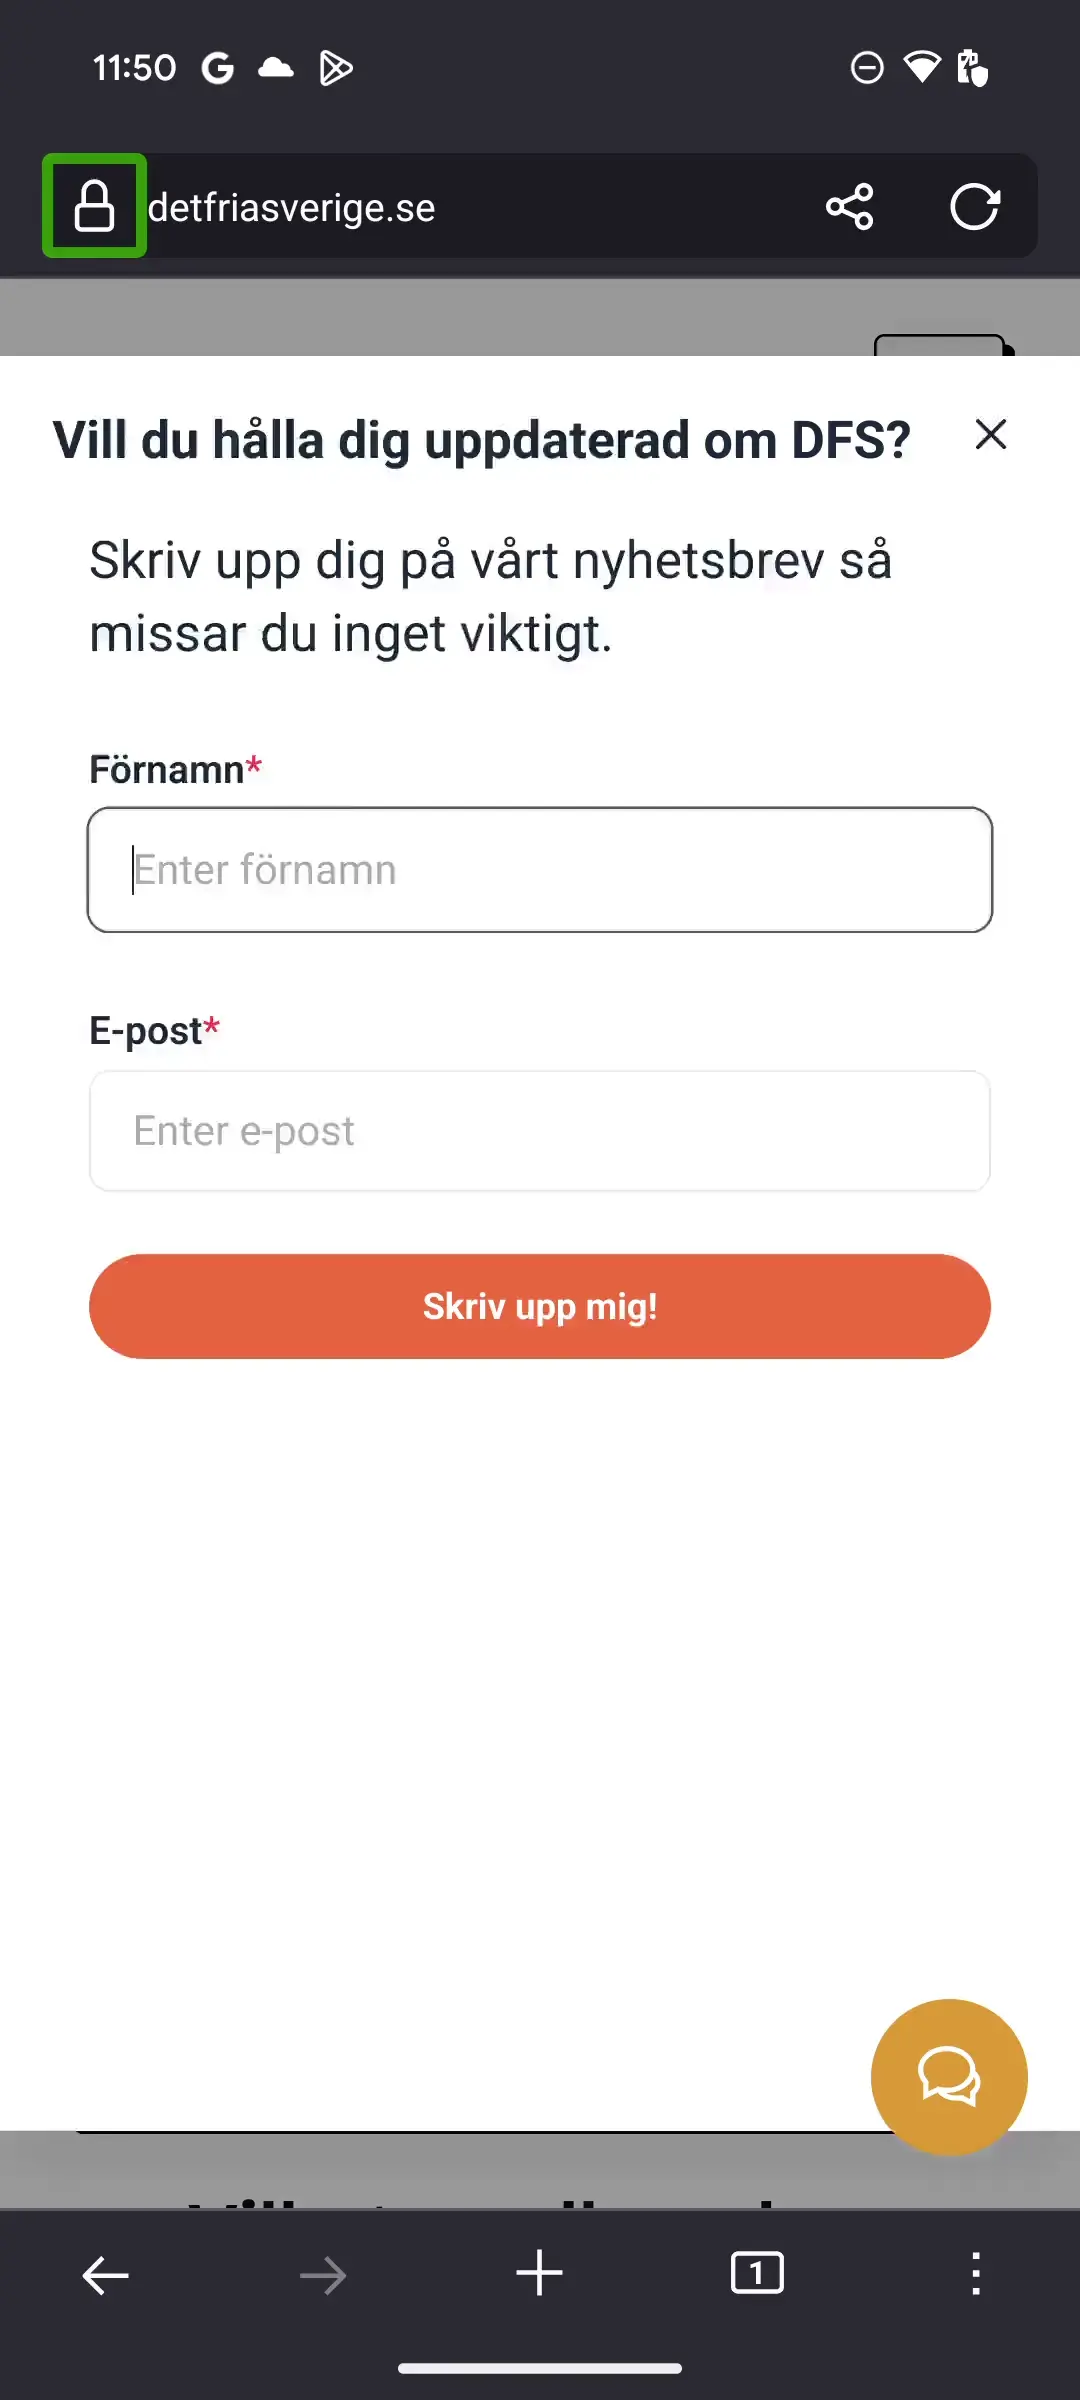 11:50
detfriasverige.se
Vill du hålla dig uppdaterad om DFS?
Skriv upp dig på vårt nyhetsbrev så
missar du inget viktigt.
Förnamn*
Enter förnamn
E-post*
Enter e-post
Skriv upp mig!
1